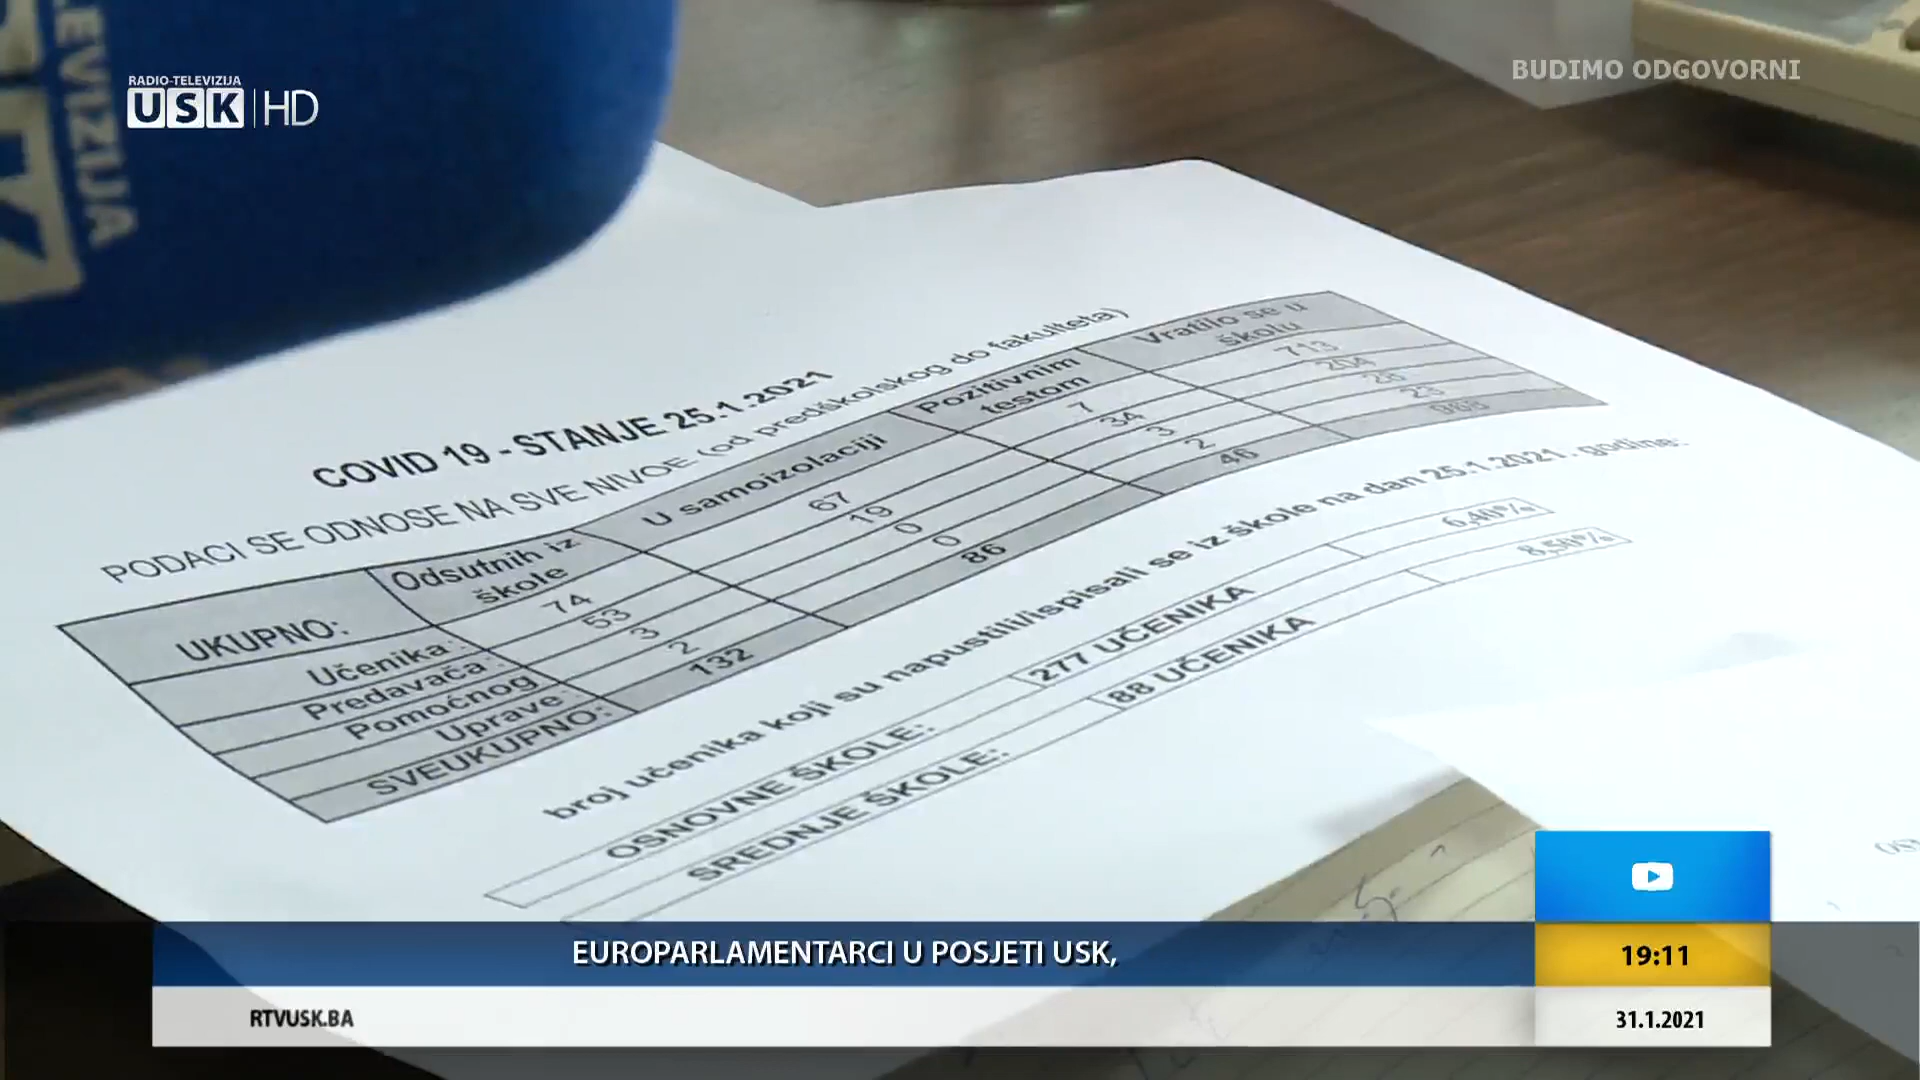 RADIO-TELEVIZIJA
USK HD
BUDIMO ODGOVORNI
EVIZIJA
COVID 19 - STANJE 25.1.2021
PODACI SE ODNOSE NA SVE NIVOE (od predškolskog do fakulteta)
UKUPNO: Odsutnih iz škole U samoizolaciji Pozitivnim testom Vratilo se u školu
Učenika: 74 67 7 713
Predavača: 53 19 34 204
Pomoćnog 3 0 3 26
Uprave: 2 0 2 23
SVEUKUPNO: 132 86 46
broj učenika koji su napustili/ispisali se iz škole na dan 25.1.2021. godine:
OSNOVNE ŠKOLE: 277 UČENIKA 6,40%
SREDNJE ŠKOLE: 88 UČENIKA 8,50%
EUROPARLAMENTARCI U POSJETI USK,
19:11
RTVUSK.BA
31.1.2021